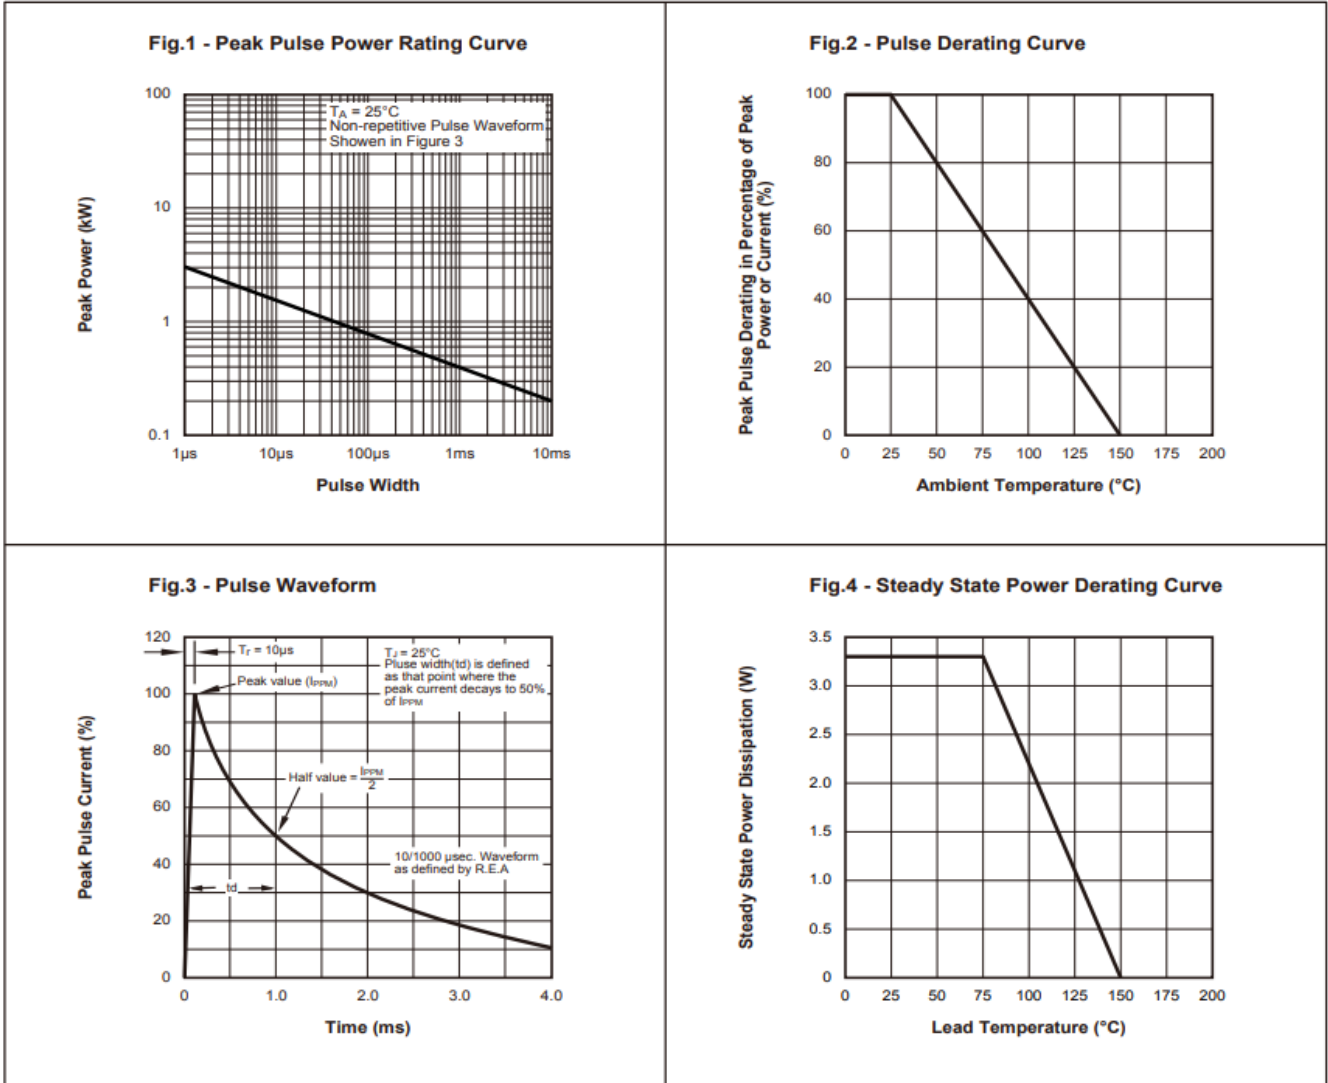 Fig.1 - Peak Pulse Power Rating Curve
100
10
1
0.1
Peak Power (kW)
TA = 25°C
Non-repetitive Pulse Waveform
Showen in Figure 3
1µs
10µs
100µs
1ms
10ms
Pulse Width
Fig.2 - Pulse Derating Curve
100
80
60
40
20
0
Peak Pulse Derating in Percentage of Peak
Power or Current (%)
0
25
50
75
100
125
150
175
200
Ambient Temperature (°C)
Fig.3 - Pulse Waveform
120
100
80
60
40
20
0
Peak Pulse Current (%)
Tr = 10µs
Peak value (IPPM)
TJ = 25°C
Pluse width(td) is defined
as that point where the
peak current decays to 50%
of IPPM
Half value = IPPM
2
10/1000 µsec. Waveform
as defined by R.E.A
td
0
1.0
2.0
3.0
4.0
Time (ms)
Fig.4 - Steady State Power Derating Curve
3.5
3.0
2.5
2.0
1.5
1.0
0.5
0
Steady State Power Dissipation (W)
0
25
50
75
100
125
150
175
200
Lead Temperature (°C)